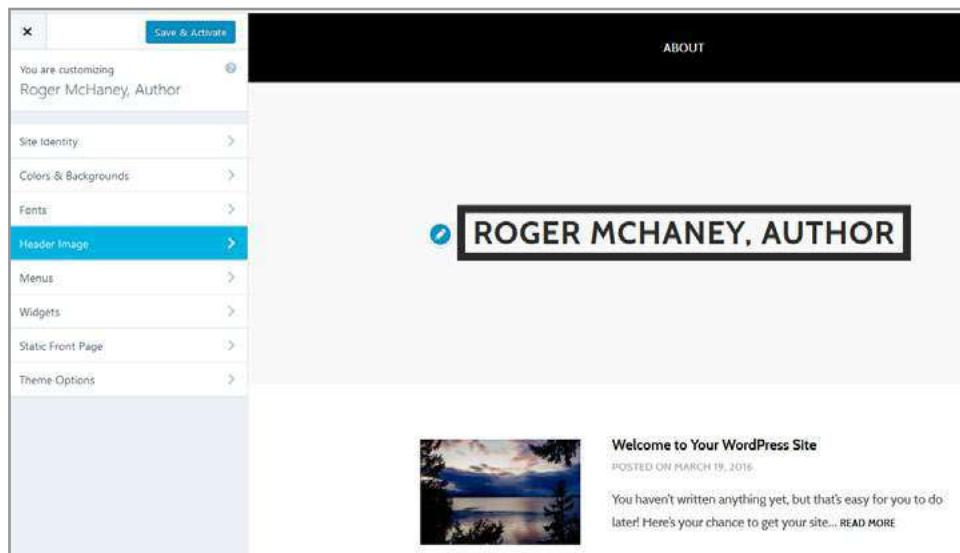 ×
Save & Activate
You are customizing
Roger McHaney, Author
Site Identity
Colors & Backgrounds
Fonts
Header Image
Menus
Widgets
Static Front Page
Theme Options
ABOUT
ROGER MCHANEY, AUTHOR
Welcome to Your WordPress Site
POSTED ON MARCH 19, 2016
You haven't written anything yet, but that's easy for you to do
later! Here's your chance to get your site... READ MORE